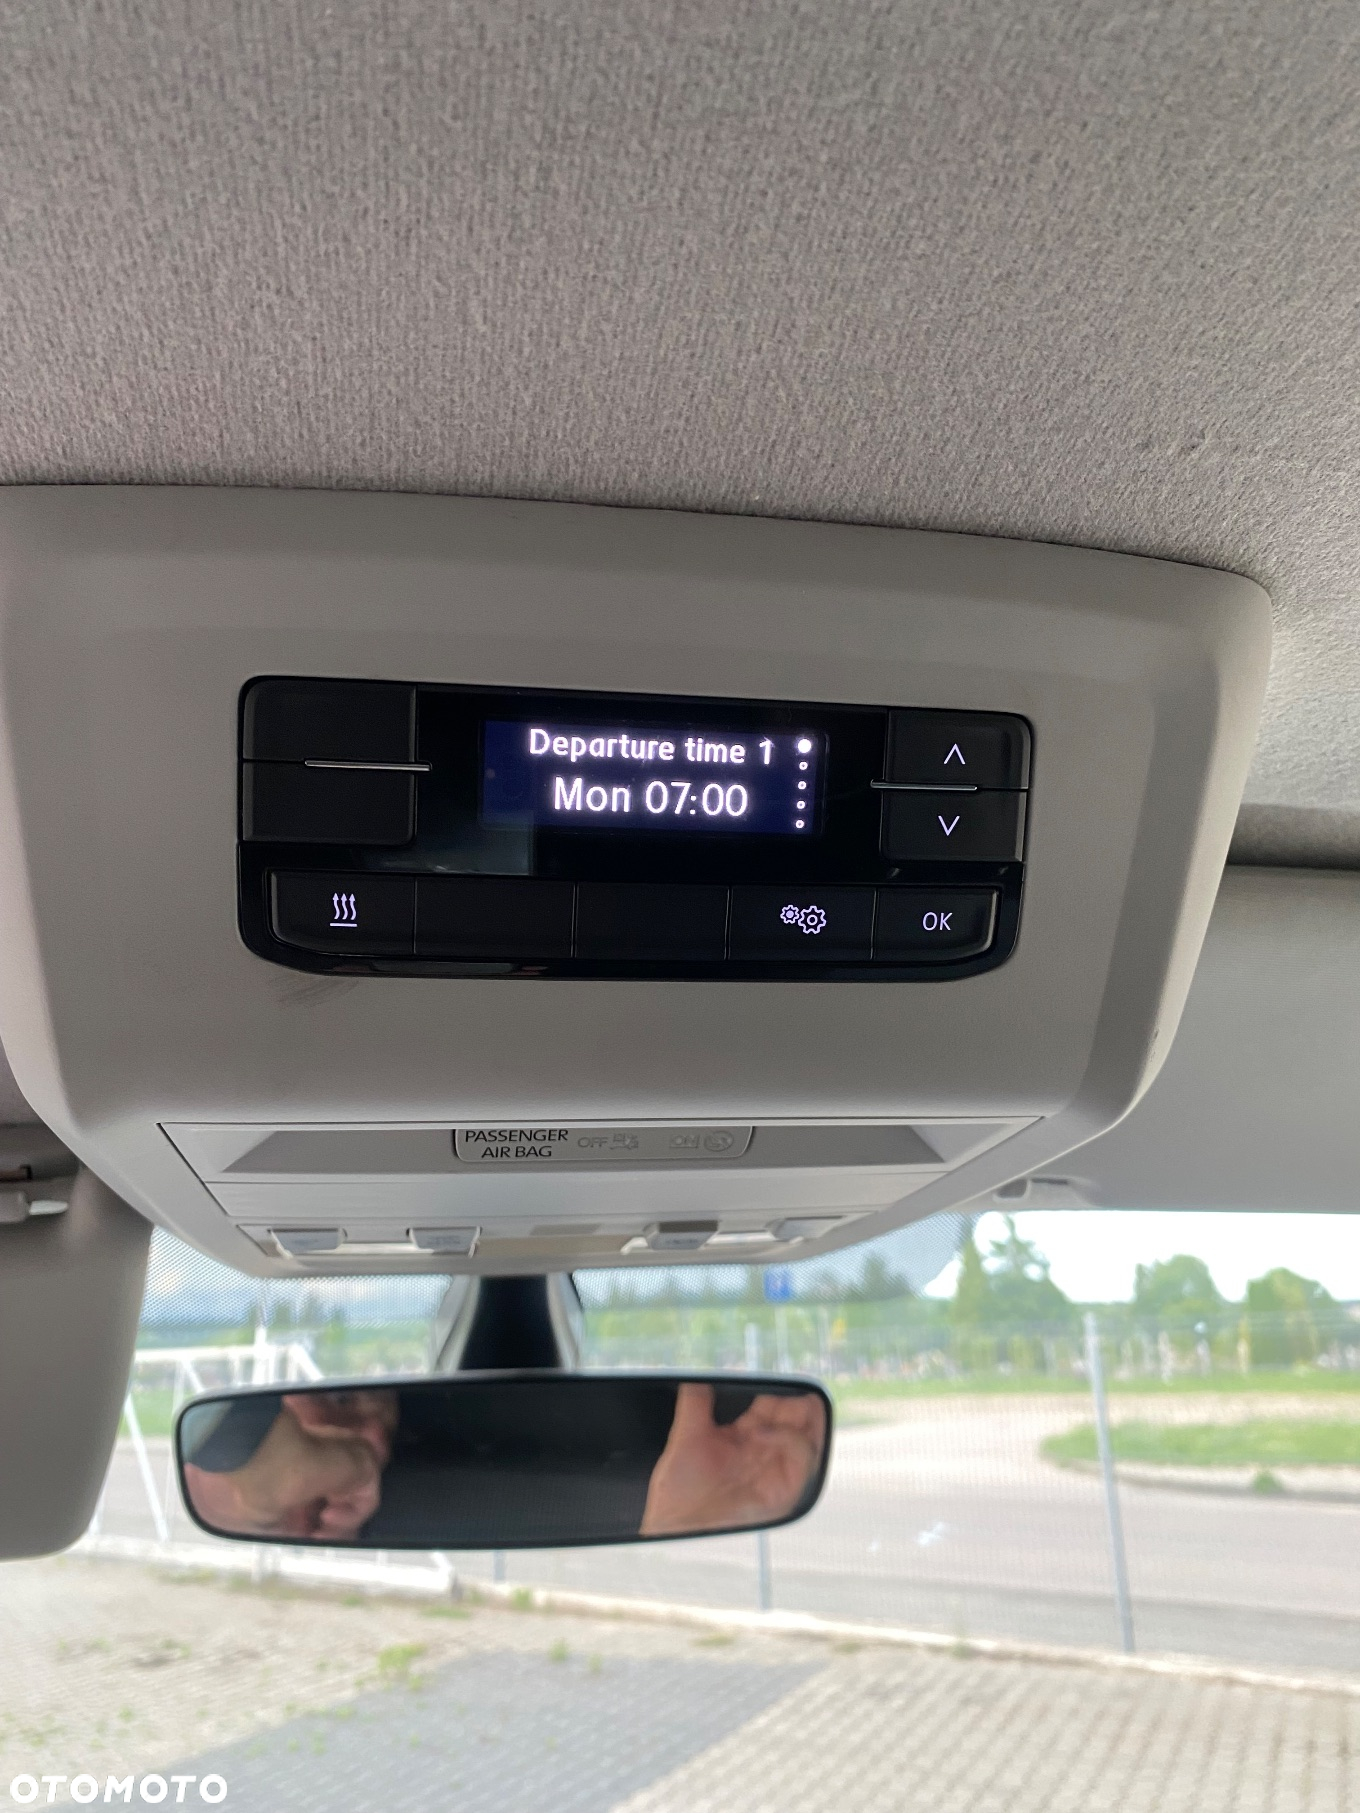 Departure time 1
Mon 07:00
OK
PASSENGER
AIR BAG
OFF
ON
OTOMOTO